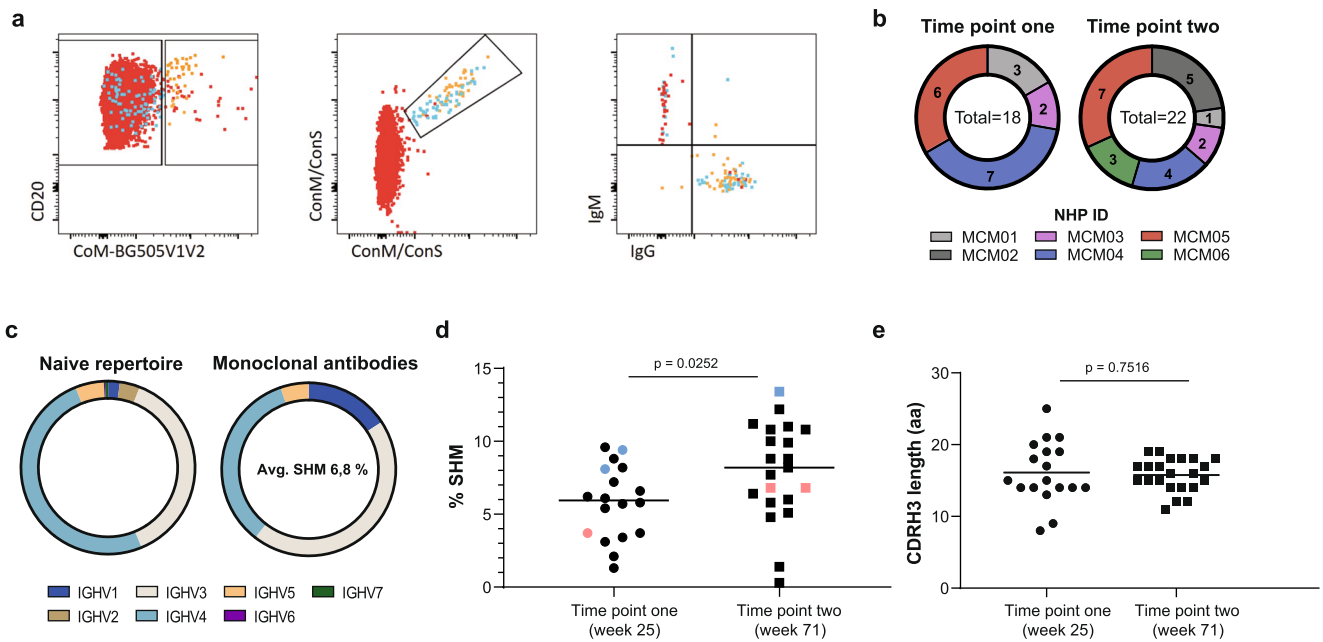 a
CD20
CoM-BG505V1V2
ConM/ConS
ConM/ConS
IgM
IgG
b
Time point one
Time point two
3
2
7
6
Total=18
5
1
2
4
3
7
Total=22
NHP ID
MCM01
MCM03
MCM05
MCM02
MCM04
MCM06
c
Naive repertoire
Monoclonal antibodies
Avg. SHM 6,8 %
IGHV1
IGHV3
IGHV5
IGHV7
IGHV2
IGHV4
IGHV6
d
p = 0.0252
% SHM
15
10
5
0
Time point one
(week 25)
Time point two
(week 71)
e
p = 0.7516
CDRH3 length (aa)
30
20
10
0
Time point one
(week 25)
Time point two
(week 71)